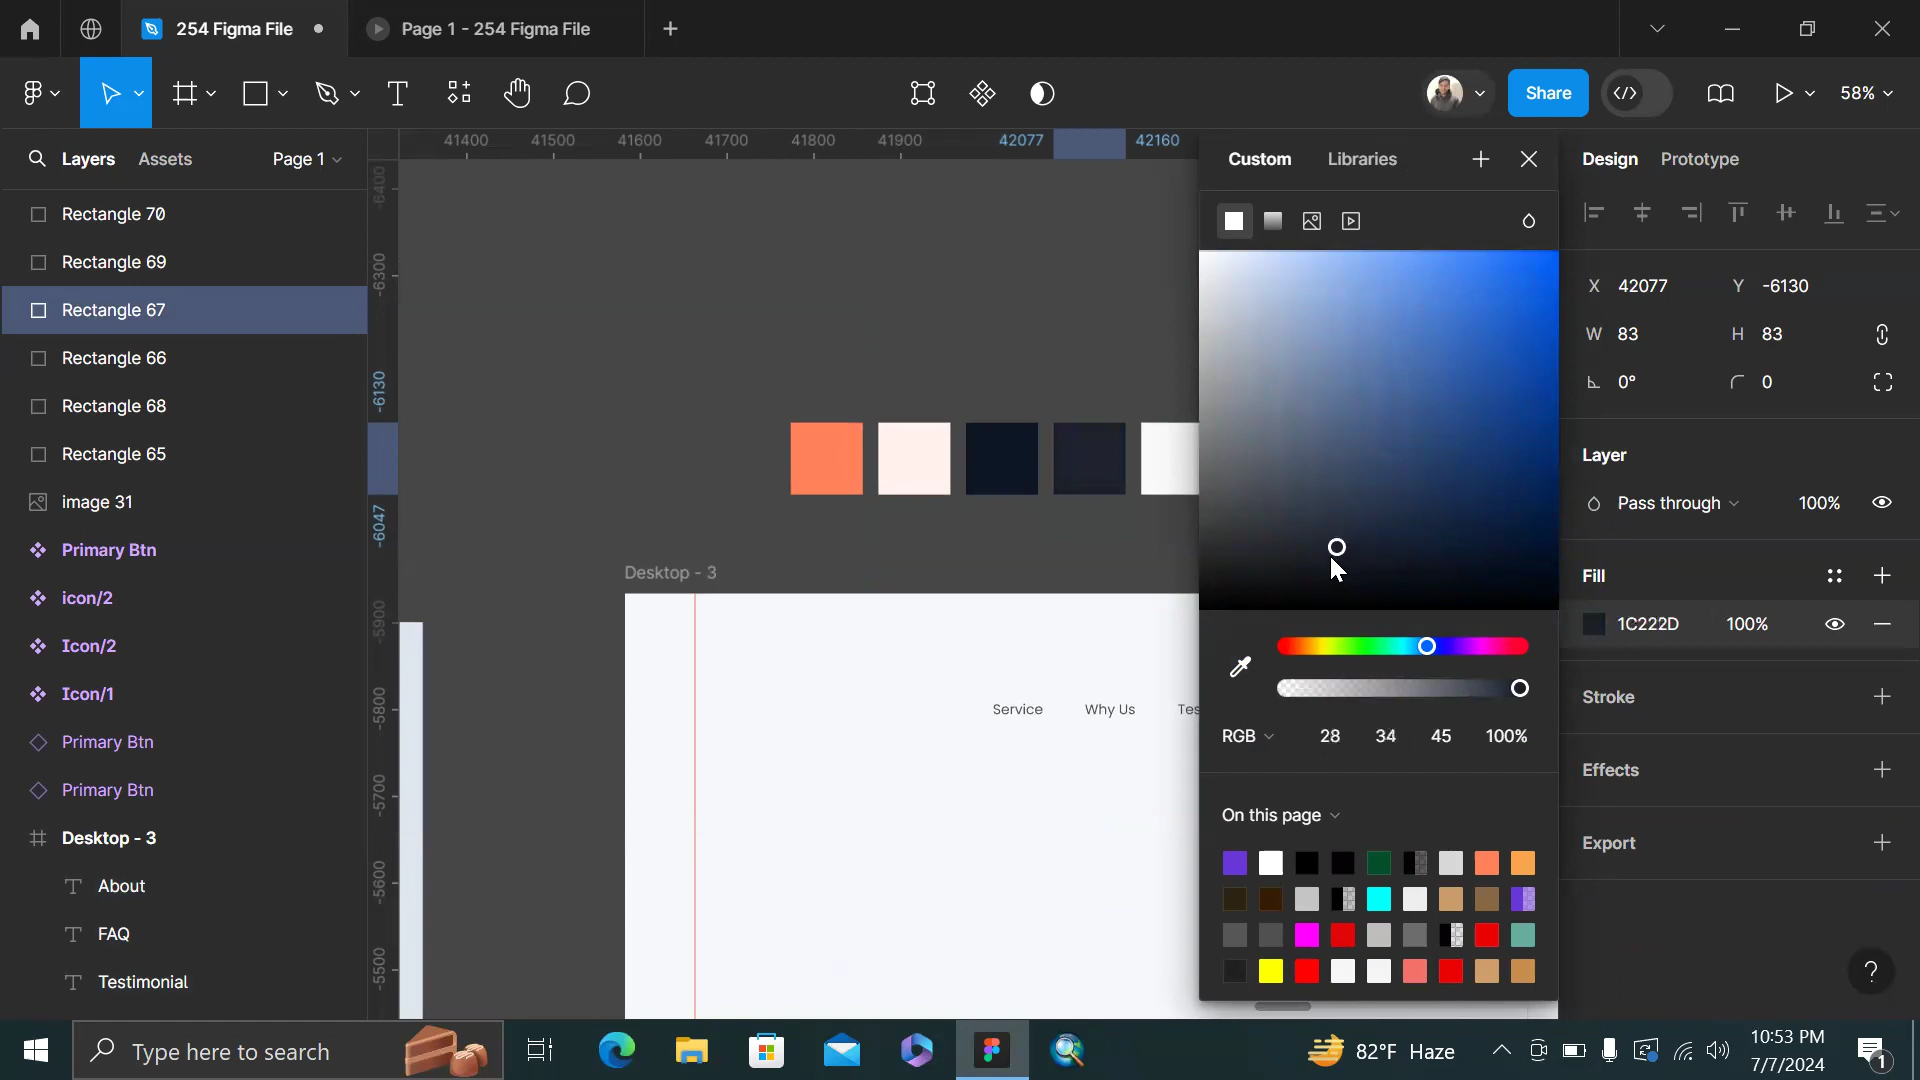 254 Figma File
Page 1 - 254 Figma File
Share
58%
Layers
Assets
Page 1
41400
41500
41600
41700
41800
41900
42077
42160
Custom
Libraries
Design
Prototype
Rectangle 70
Rectangle 69
Rectangle 67
Rectangle 66
Rectangle 68
Rectangle 65
image 31
Primary Btn
icon/2
Icon/2
Icon/1
Primary Btn
Primary Btn
Desktop - 3
About
FAQ
Testimonial
-6400
-6300
-6130
-6047
-5900
-5800
-5700
-5600
-5500
Desktop - 3
Service
Why Us
Tes
RGB
28
34
45
100%
On this page
X 42077
Y -6130
W 83
H 83
0°
0
Layer
Pass through
100%
Fill
1C222D
100%
Stroke
Effects
Export
?
Type here to search
82°F Haze
10:53 PM
7/7/2024
1